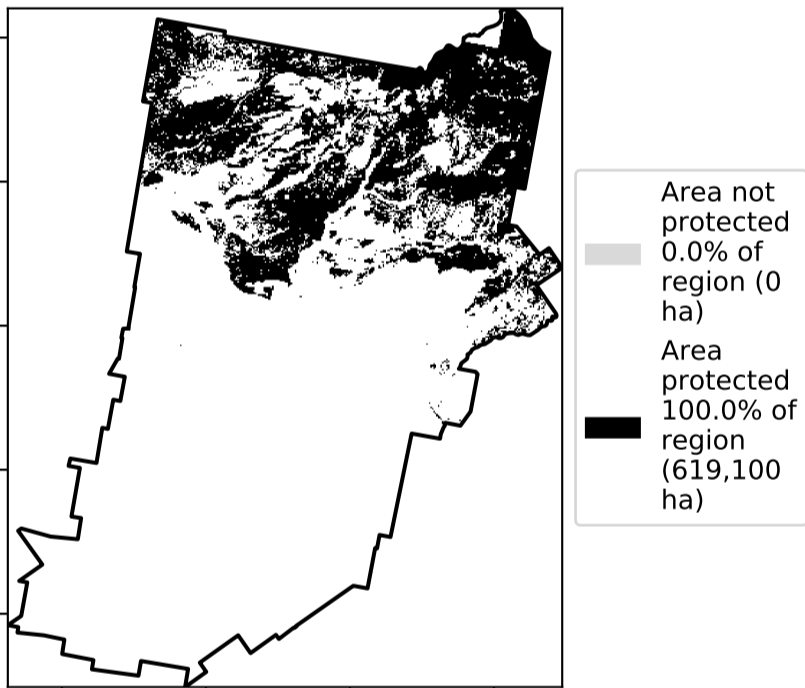 Area not
protected
0.0% of
region (0
ha)
Area
protected
100.0% of
region
(619,100
ha)